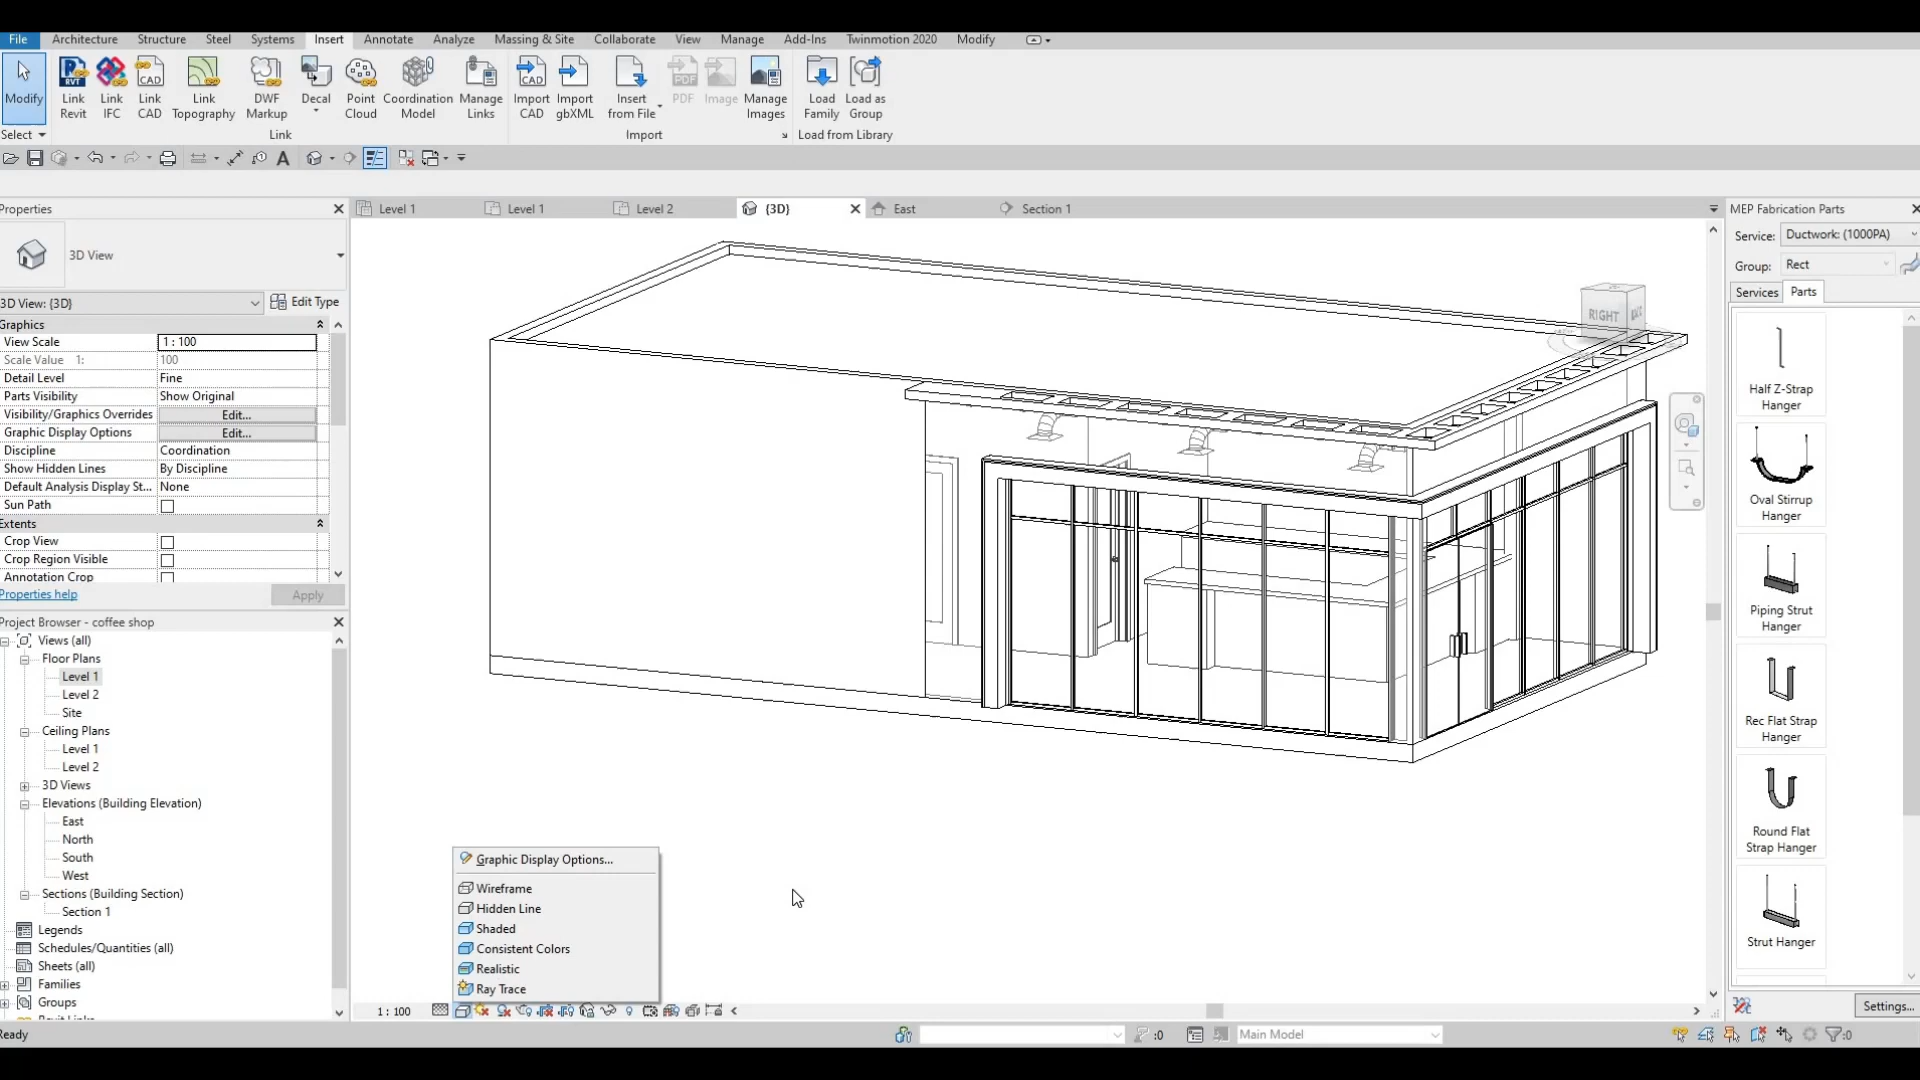 File Architecture Structure Steel Systems Insert Annotate Analyze Massing & Site Collaborate View Manage Add-Ins Twinmotion 2020 Modify
Modify
Link Revit
Link IFC
Link CAD
Link Topography
DWF Markup
Decal
Point Cloud
Coordination Model
Manage Links
Import CAD
Import gbXML
Insert from File
PDF
Image
Manage Images
Load Family
Load as Group
Select
Link
Import
Load from Library
Properties
Level 1
Level 1
Level 2
{3D}
East
Section 1
3D View
3D View: {3D}
Edit Type
Graphics
View Scale 1 : 100
Scale Value 1: 100
Detail Level Fine
Parts Visibility Show Original
Visibility/Graphics Overrides Edit...
Graphic Display Options Edit...
Discipline Coordination
Show Hidden Lines By Discipline
Default Analysis Display St... None
Sun Path
Extents
Crop View
Crop Region Visible
Annotation Crop
Properties help
Apply
Project Browser - coffee shop
Views (all)
Floor Plans
Level 1
Level 2
Site
Ceiling Plans
Level 1
Level 2
3D Views
Elevations (Building Elevation)
East
North
South
West
Sections (Building Section)
Section 1
Legends
Schedules/Quantities (all)
Sheets (all)
Families
Groups
Revit Links
RIGHT
Graphic Display Options...
Wireframe
Hidden Line
Shaded
Consistent Colors
Realistic
Ray Trace
1 : 100
MEP Fabrication Parts
Service: Ductwork: (1000PA)
Group: Rect
Services Parts
Half Z-Strap
Hanger
Oval Stirrup
Hanger
Piping Strut
Hanger
Rec Flat Strap
Hanger
Round Flat
Strap Hanger
Strut Hanger
Settings...
Ready
:0
Main Model
:0